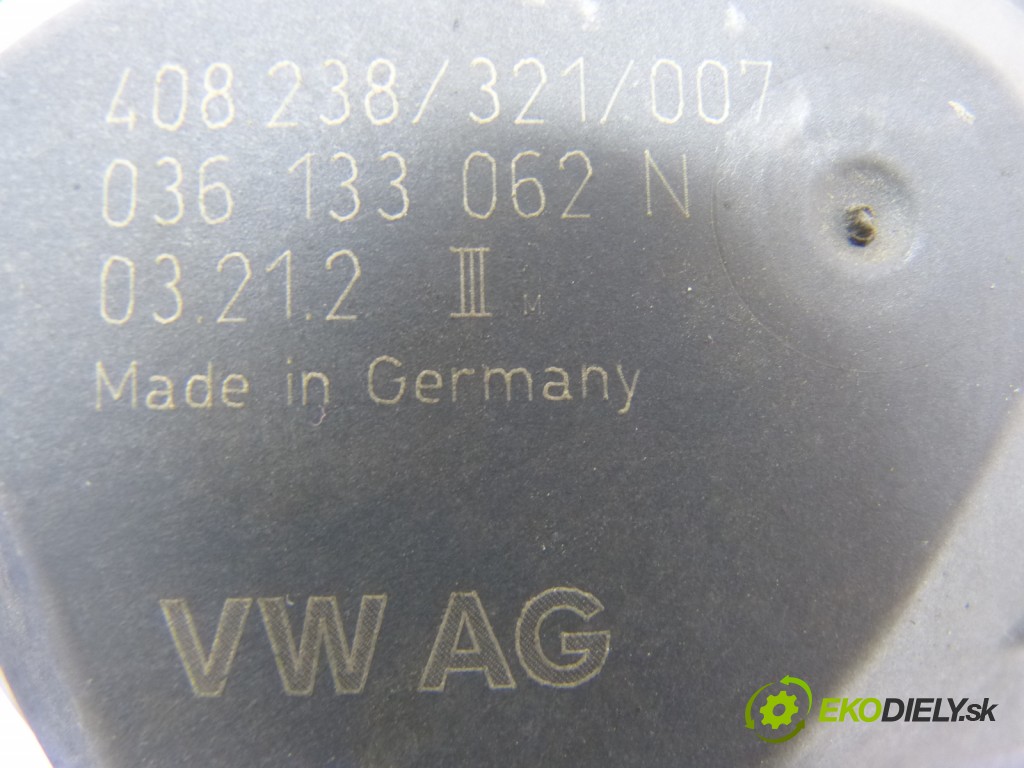 408 238/321/007
036 133 062 N
03.21.2 III M
Made in Germany
VW AG
EKODIELY.sk